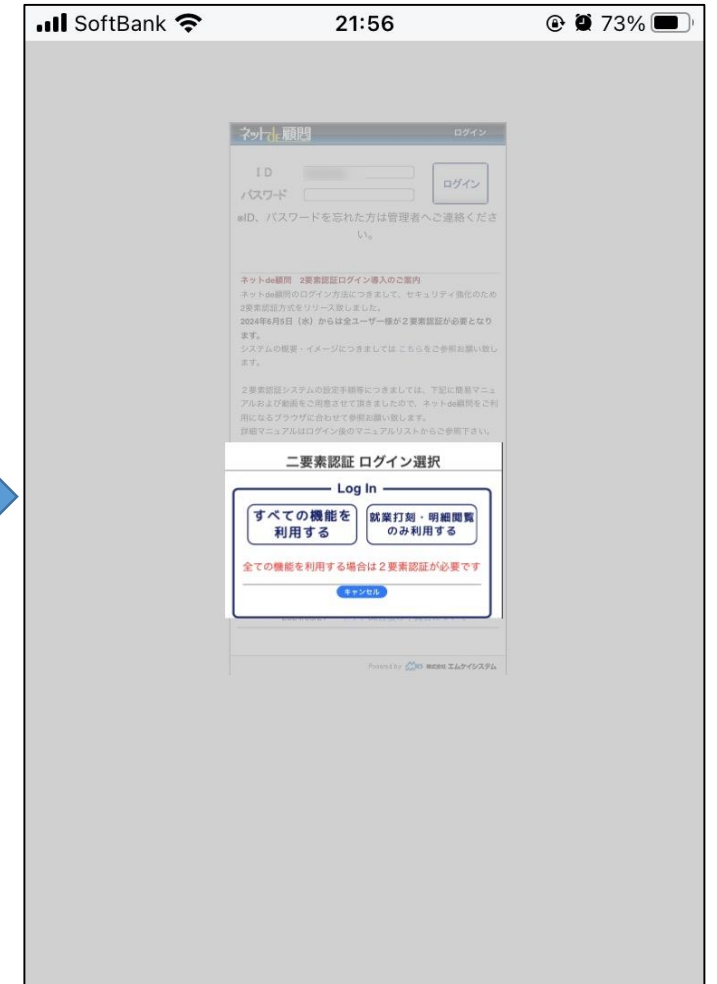 SoftBank 21:56 73%
ネットde顧問 ログイン
ID
ログイン
パスワード
※ID、パスワードを忘れた方は管理者へご連絡くださ
い。
ネットde顧問 2要素認証ログイン導入のご案内
ネットde顧問のログイン方法につきまして、セキュリティ強化のため
2要素認証方式をリリース致しました。
2024年6月5日（水）からは全ユーザー様が2要素認証が必要となり
ます。
システムの概要・イメージにつきましては こちらをご参照お願い致し
ます。
2要素認証システムの設定手順等につきましては、下記に簡易マニュ
アルおよび動画をご用意させて頂きましたので、ネットde顧問をご利
用になるブラウザに合わせて参照お願い致します。
詳細マニュアルはログイン後のマニュアルリストからご参照下さい。
二要素認証 ログイン選択
Log In
すべての機能を
利用する
就業打刻・明細閲覧
のみ利用する
全ての機能を利用する場合は2要素認証が必要です
キャンセル
Powered by 株式会社 エムケイシステム